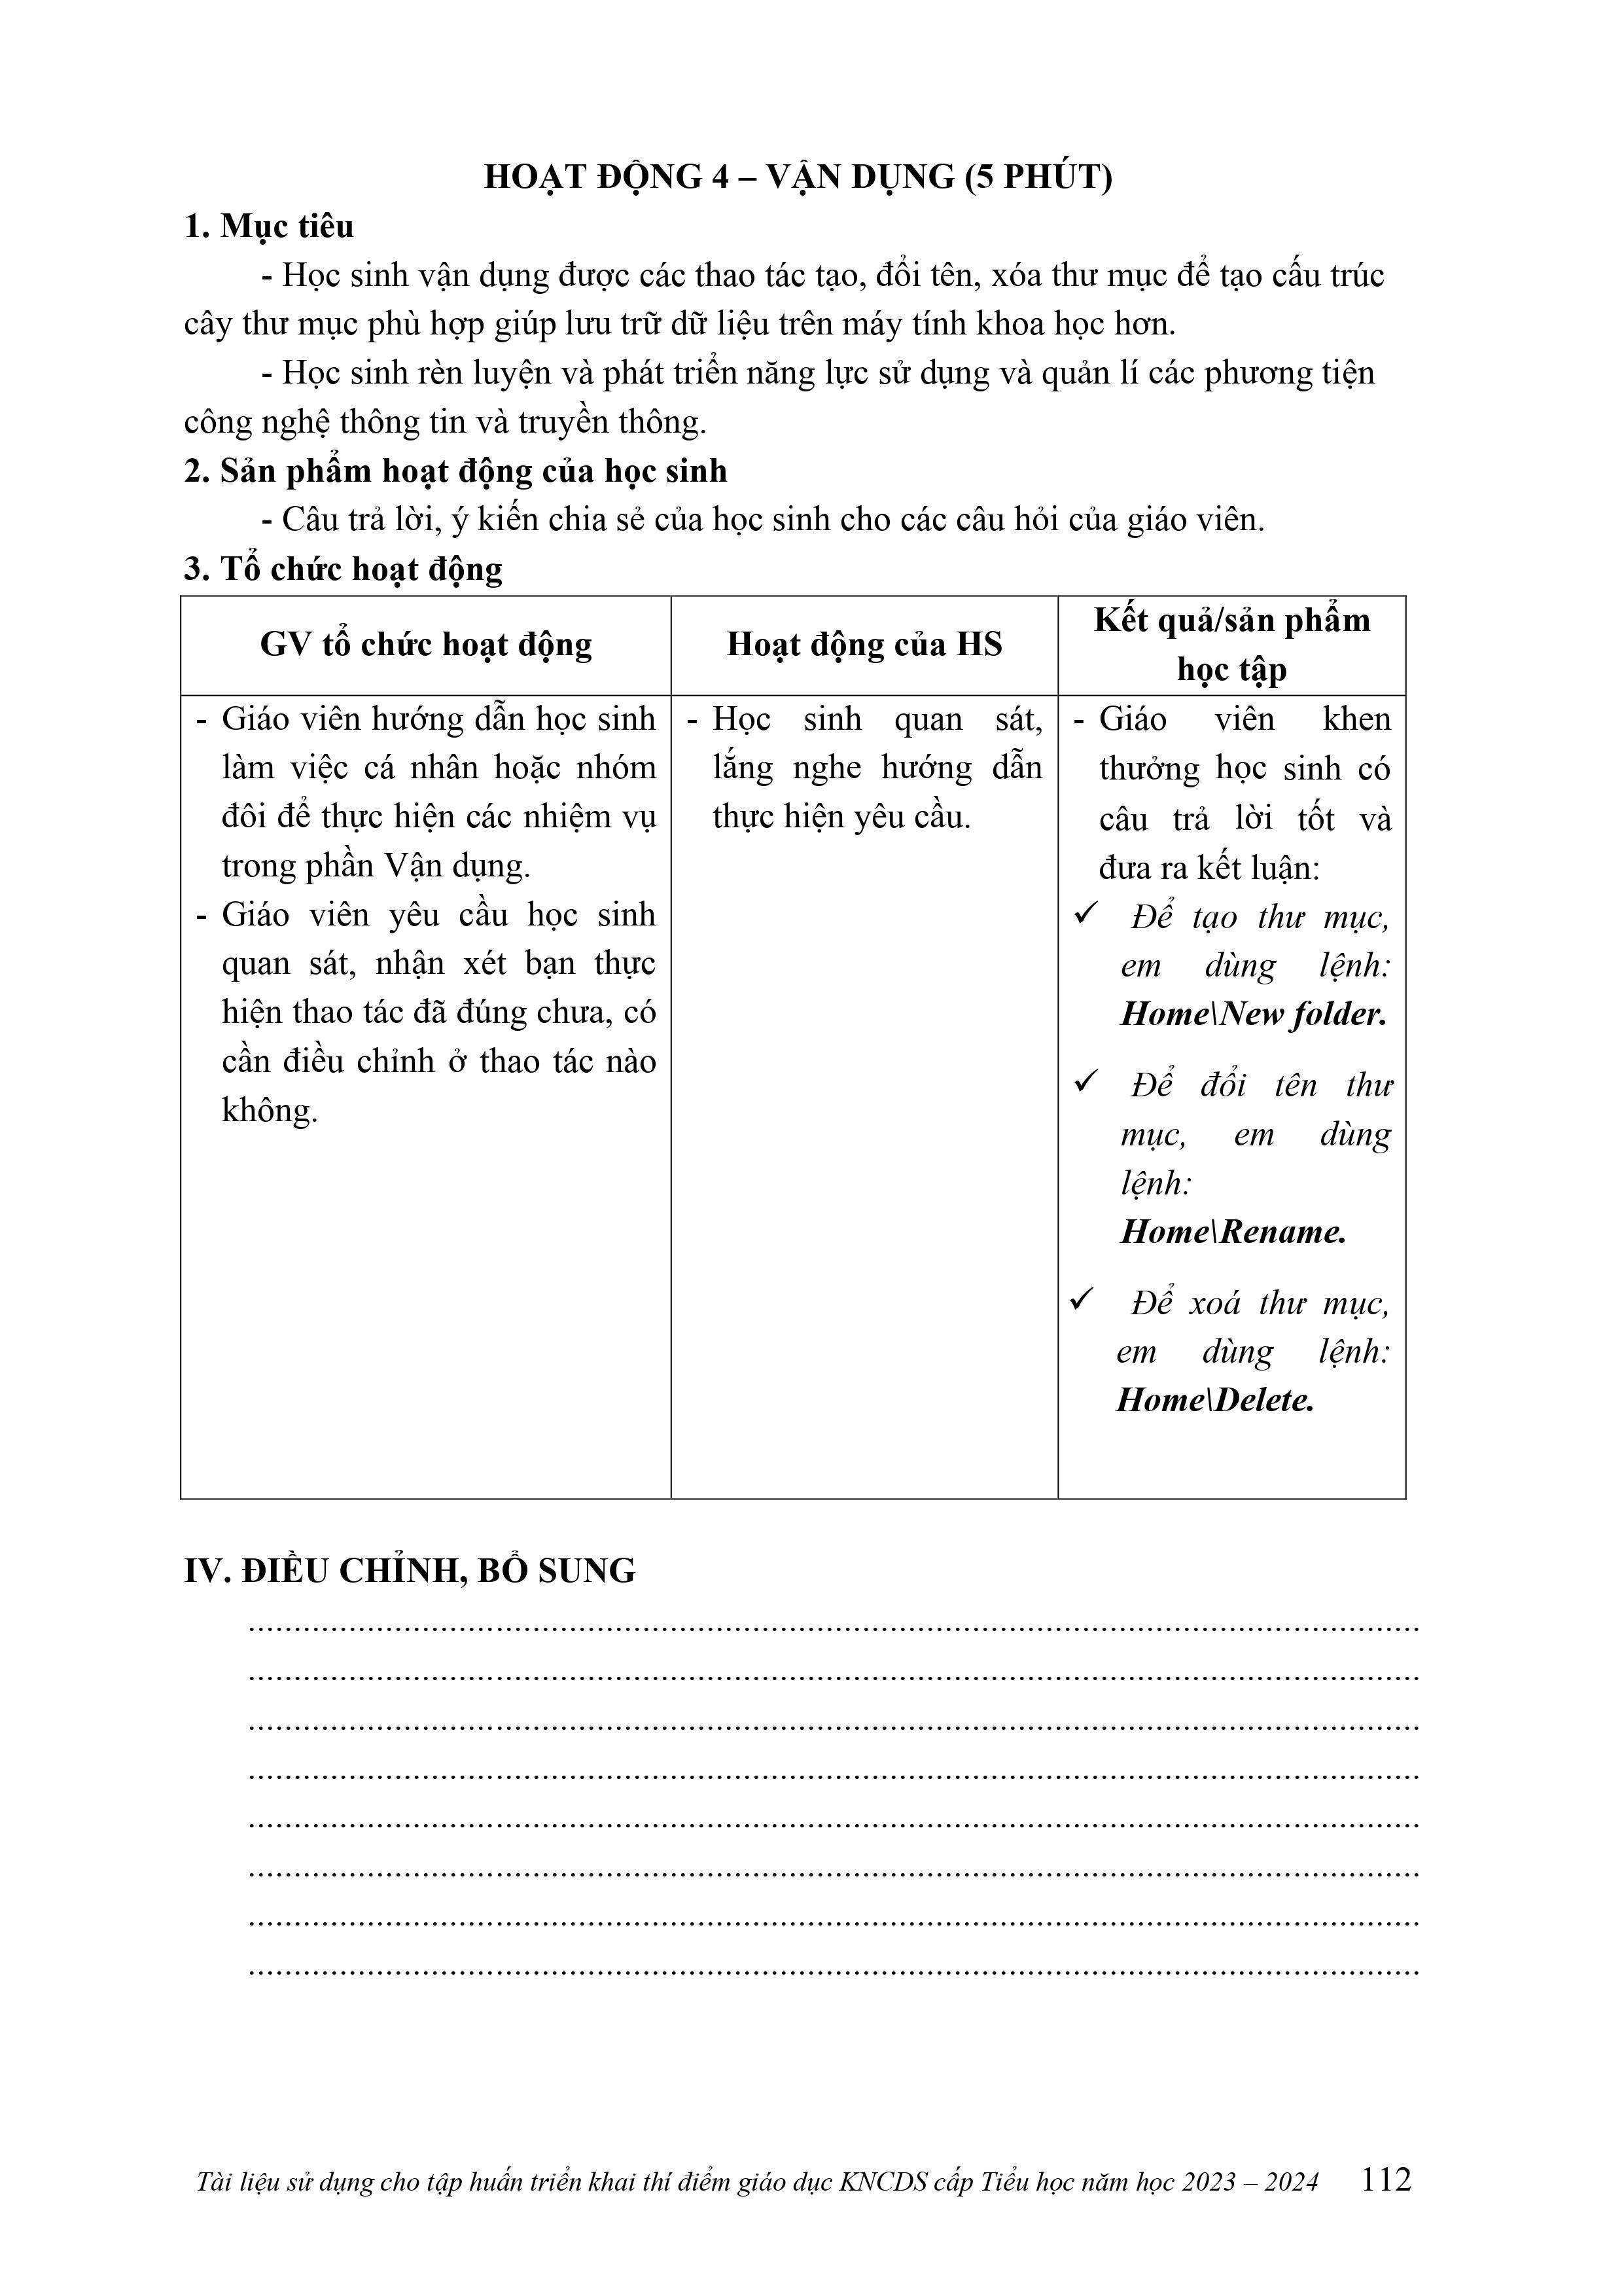 HOẠT ĐỘNG 4 – VẬN DỤNG (5 PHÚT)
1. Mục tiêu
- Học sinh vận dụng được các thao tác tạo, đổi tên, xóa thư mục để tạo cấu trúc
cây thư mục phù hợp giúp lưu trữ dữ liệu trên máy tính khoa học hơn.
- Học sinh rèn luyện và phát triển năng lực sử dụng và quản lí các phương tiện
công nghệ thông tin và truyền thông.
2. Sản phẩm hoạt động của học sinh
- Câu trả lời, ý kiến chia sẻ của học sinh cho các câu hỏi của giáo viên.
3. Tổ chức hoạt động
GV tổ chức hoạt động
Hoạt động của HS
Kết quả/sản phẩm
học tập
- Giáo viên hướng dẫn học sinh
làm việc cá nhân hoặc nhóm
đôi để thực hiện các nhiệm vụ
trong phần Vận dụng.
- Giáo viên yêu cầu học sinh
quan sát, nhận xét bạn thực
hiện thao tác đã đúng chưa, có
cần điều chỉnh ở thao tác nào
không.
- Học sinh quan sát,
lắng nghe hướng dẫn
thực hiện yêu cầu.
- Giáo viên khen
thưởng học sinh có
câu trả lời tốt và
đưa ra kết luận:
✓ Để tạo thư mục,
em dùng lệnh:
Home\New folder.
✓ Để đổi tên thư
mục, em dùng
lệnh:
Home\Rename.
✓ Để xoá thư mục,
em dùng lệnh:
Home\Delete.
IV. ĐIỀU CHỈNH, BỔ SUNG
Tài liệu sử dụng cho tập huấn triển khai thí điểm giáo dục KNCDS cấp Tiểu học năm học 2023 – 2024 112